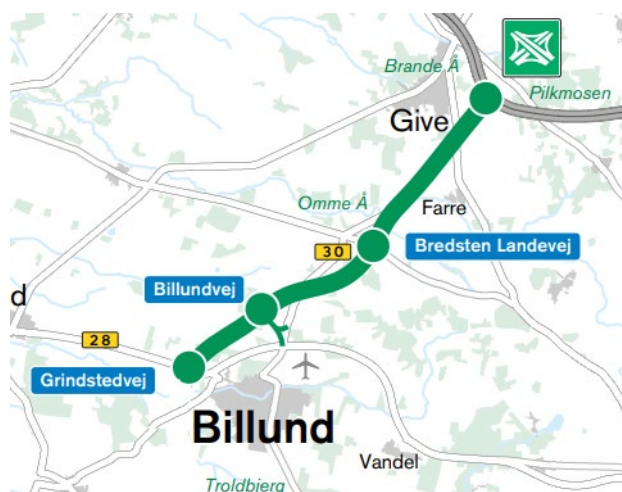 Brande Å
Pilkmosen
Give
Omme Å
Farre
30
Bredsten Landevej
Billundvej
d
28
Grindstedvej
Billund
Vandel
Troldbjerg